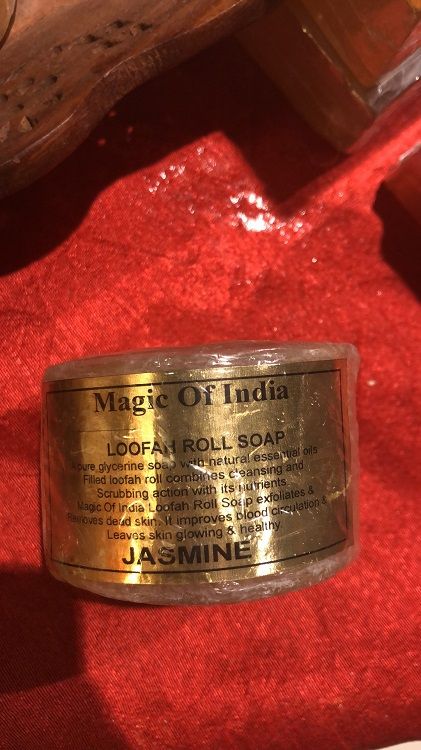 Magic Of India
LOOFAH ROLL SOAP
A pure glycerine soap with natural essential oils
Filled loofah roll combines cleansing and
Scrubbing action with its nutrients.
Magic Of India Loofah Roll Soap exfoliates &
Removes dead skin. It improves blood circulation &
Leaves skin glowing & healthy.
JASMINE